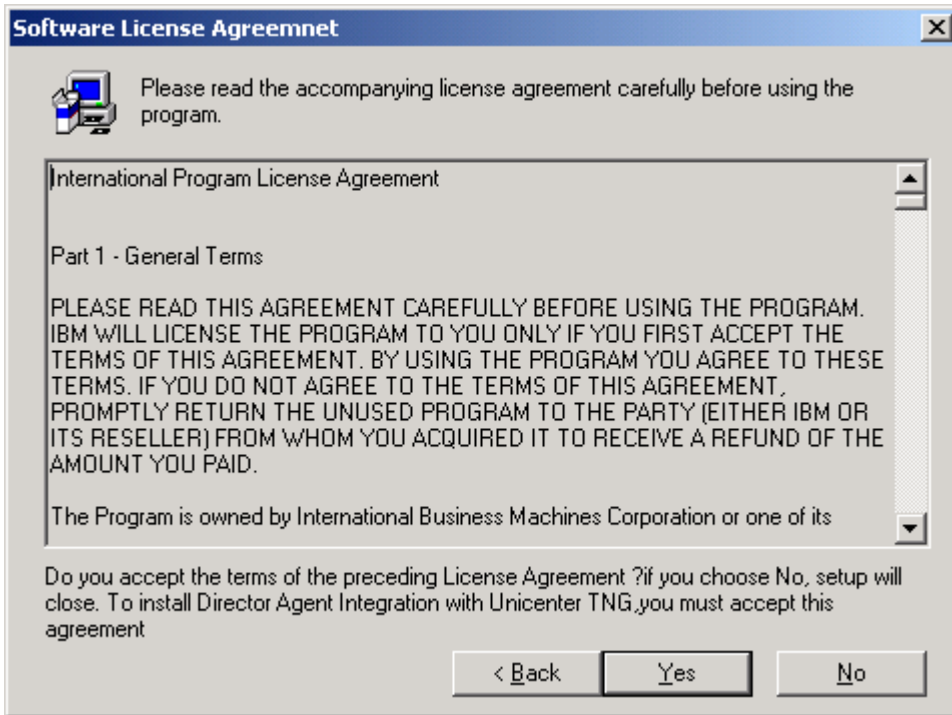 Software License Agreemnet
Please read the accompanying license agreement carefully before using the
program.
International Program License Agreement
Part 1 - General Terms
PLEASE READ THIS AGREEMENT CAREFULLY BEFORE USING THE PROGRAM.
IBM WILL LICENSE THE PROGRAM TO YOU ONLY IF YOU FIRST ACCEPT THE
TERMS OF THIS AGREEMENT. BY USING THE PROGRAM YOU AGREE TO THESE
TERMS. IF YOU DO NOT AGREE TO THE TERMS OF THIS AGREEMENT,
PROMPTLY RETURN THE UNUSED PROGRAM TO THE PARTY (EITHER IBM OR
ITS RESELLER) FROM WHOM YOU ACQUIRED IT TO RECEIVE A REFUND OF THE
AMOUNT YOU PAID.
The Program is owned by International Business Machines Corporation or one of its
Do you accept the terms of the preceding License Agreement ?if you choose No, setup will
close. To install Director Agent Integration with Unicenter TNG,you must accept this
agreement
< Back Yes No